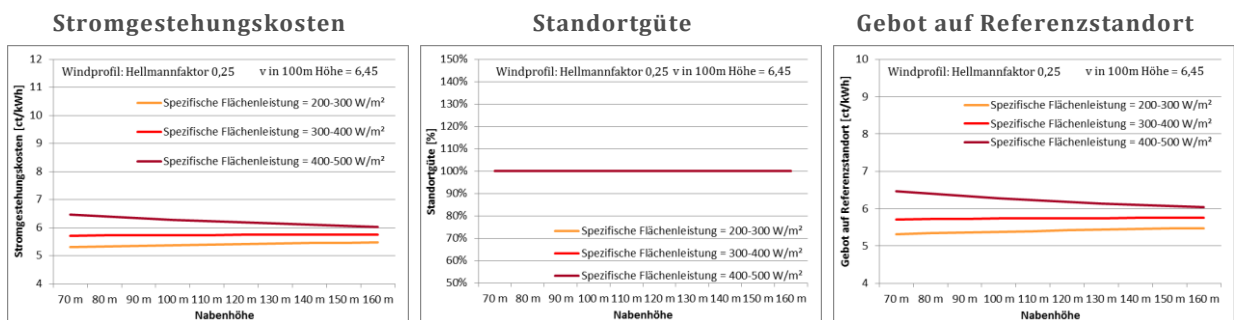 Stromgestehungskosten
Stromgestehungskosten [ct/kWh]
12
11
10
9
8
7
6
5
4
Windprofil: Hellmannfaktor 0,25 v in 100m Höhe = 6,45
Spezifische Flächenleistung = 200-300 W/m²
Spezifische Flächenleistung = 300-400 W/m²
Spezifische Flächenleistung = 400-500 W/m²
70 m 80 m 90 m 100 m 110 m 120 m 130 m 140 m 150 m 160 m
Nabenhöhe
Standortgüte
Standortgüte [%]
150%
140%
130%
120%
110%
100%
90%
80%
70%
60%
50%
Windprofil: Hellmannfaktor 0,25 v in 100m Höhe = 6,45
Spezifische Flächenleistung = 200-300 W/m²
Spezifische Flächenleistung = 300-400 W/m²
Spezifische Flächenleistung = 400-500 W/m²
70 m 80 m 90 m 100 m 110 m 120 m 130 m 140 m 150 m 160 m
Nabenhöhe
Gebot auf Referenzstandort
Gebot auf Referenzstandort [ct/kWh]
10
9
8
7
6
5
4
Windprofil: Hellmannfaktor 0,25 v in 100m Höhe = 6,45
Spezifische Flächenleistung = 200-300 W/m²
Spezifische Flächenleistung = 300-400 W/m²
Spezifische Flächenleistung = 400-500 W/m²
70 m 80 m 90 m 100 m 110 m 120 m 130 m 140 m 150 m 160 m
Nabenhöhe